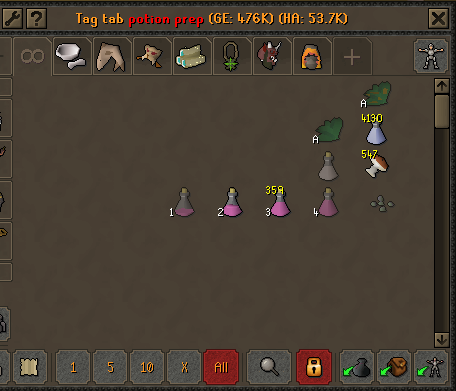 Tag tab potion prep (GE: 476K) (HA: 53.7K)
A
4130
A
547
1 2 359 3 4
1 5 10 X All